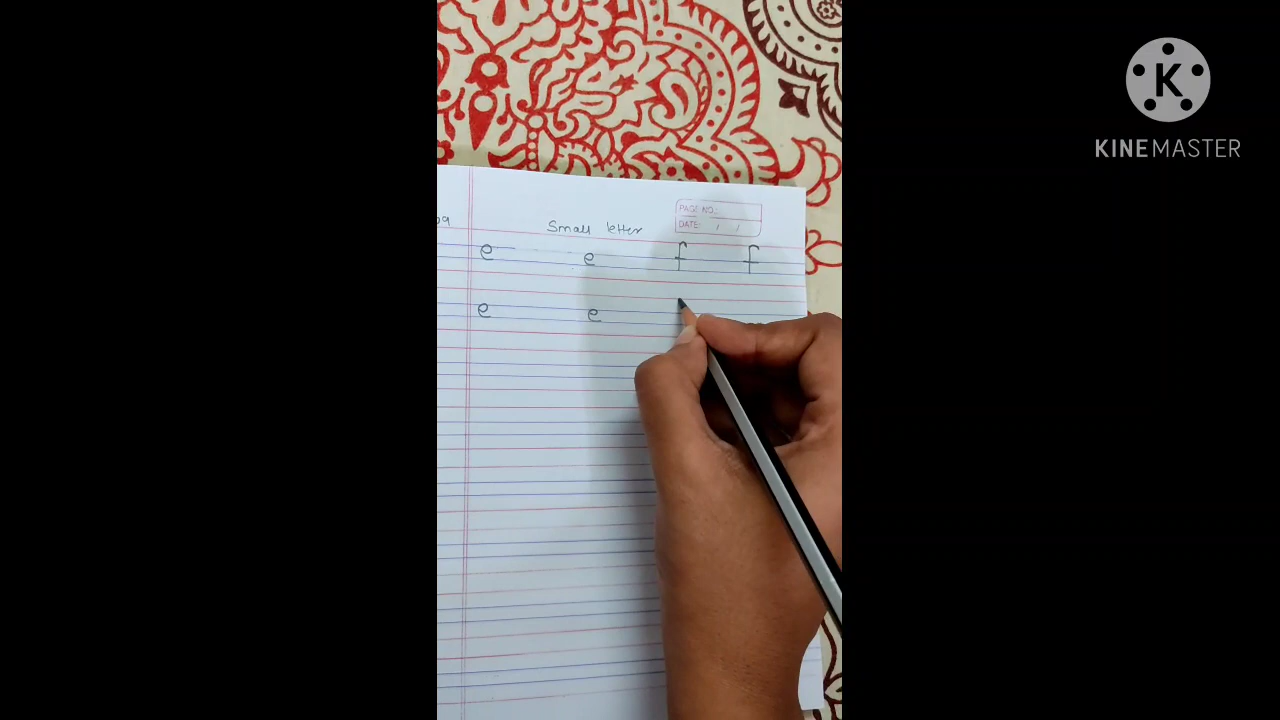 KINEMASTER
PAGE NO.:
DATE: / /
Small letter
e e f f
e e